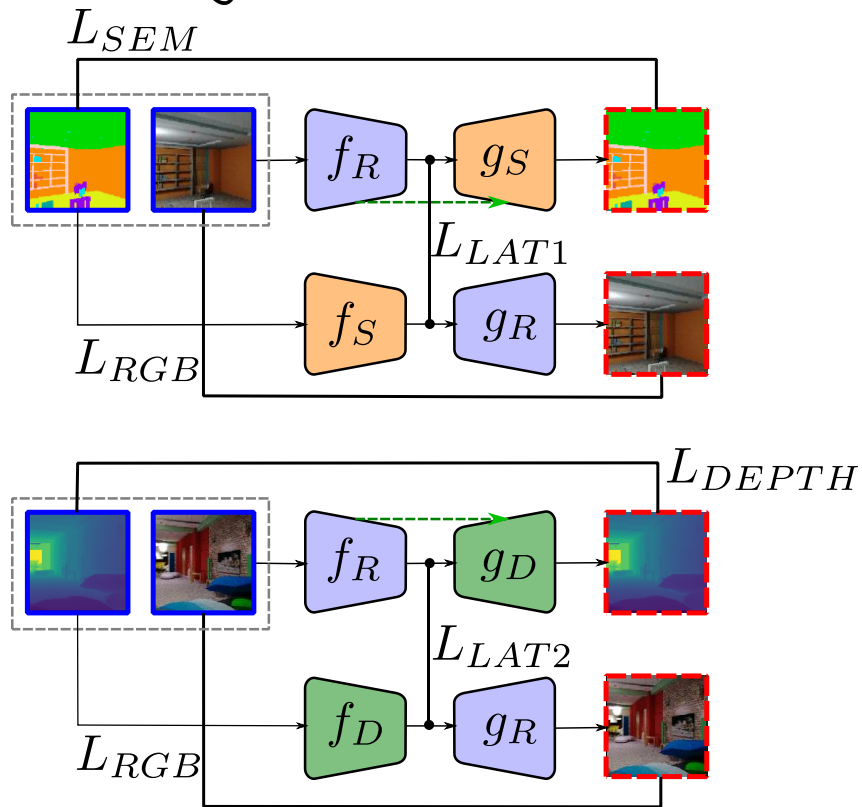 L_{SEM}
f_R
g_S
L_{LAT1}
f_S
g_R
L_{RGB}
L_{DEPTH}
f_R
g_D
L_{LAT2}
f_D
g_R
L_{RGB}